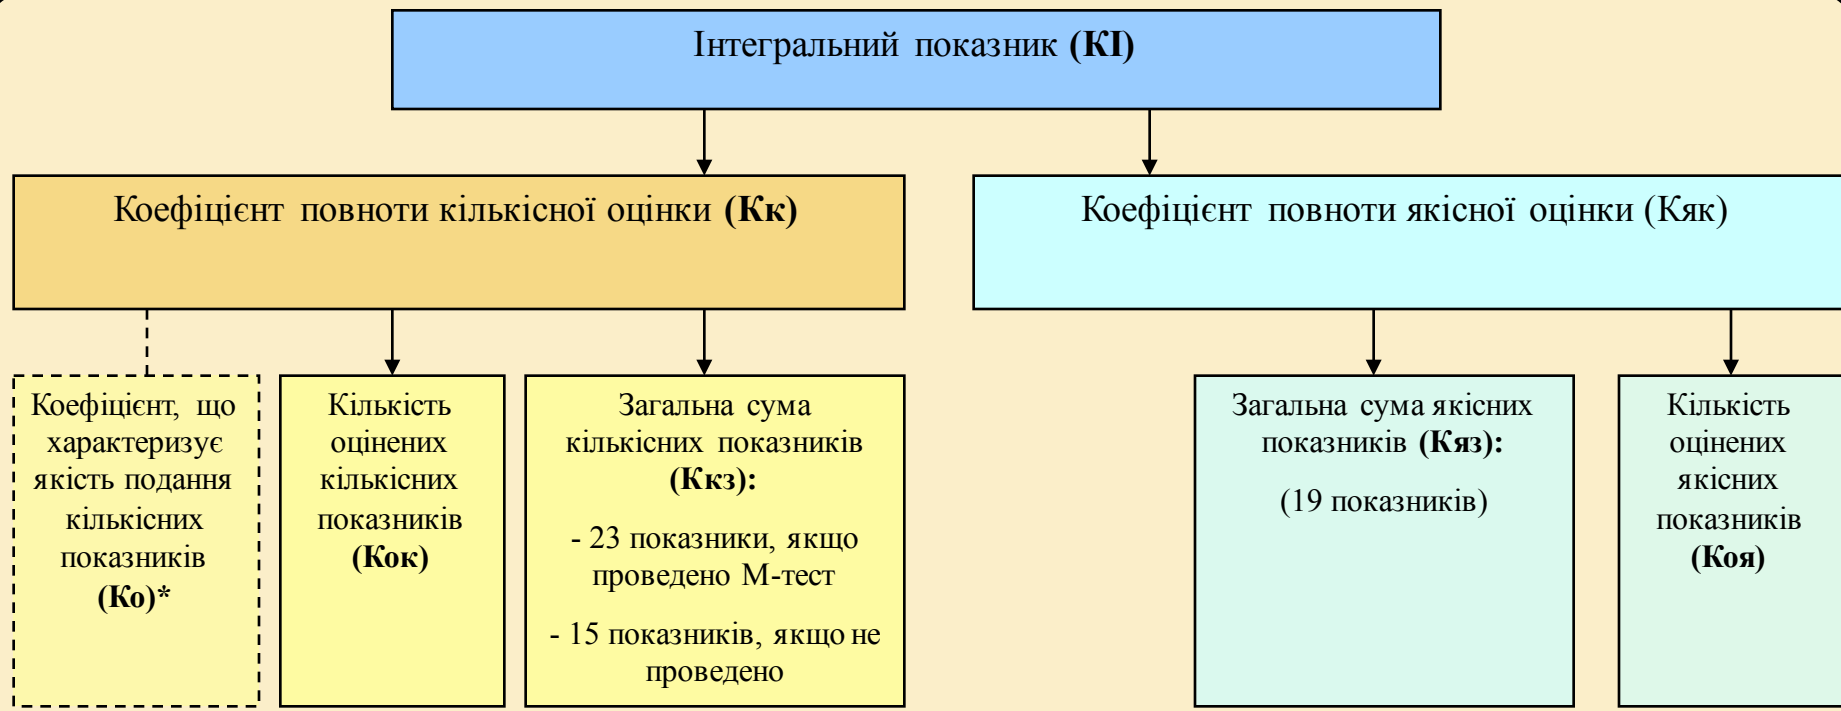 Інтегральний показник (КІ)
Коефіцієнт повноти кількісної оцінки (Кк)
Коефіцієнт повноти якісної оцінки (Кяк)
Коефіцієнт, що
характеризує
якість подання
кількісних
показників
(Ко)*
Кількість
оцінених
кількісних
показників
(Кок)
Загальна сума
кількісних показників
(Ккз):
- 23 показники, якщо
проведено М-тест
- 15 показників, якщо не
проведено
Загальна сума якісних
показників (Кяз):
(19 показників)
Кількість
оцінених
якісних
показників
(Коя)